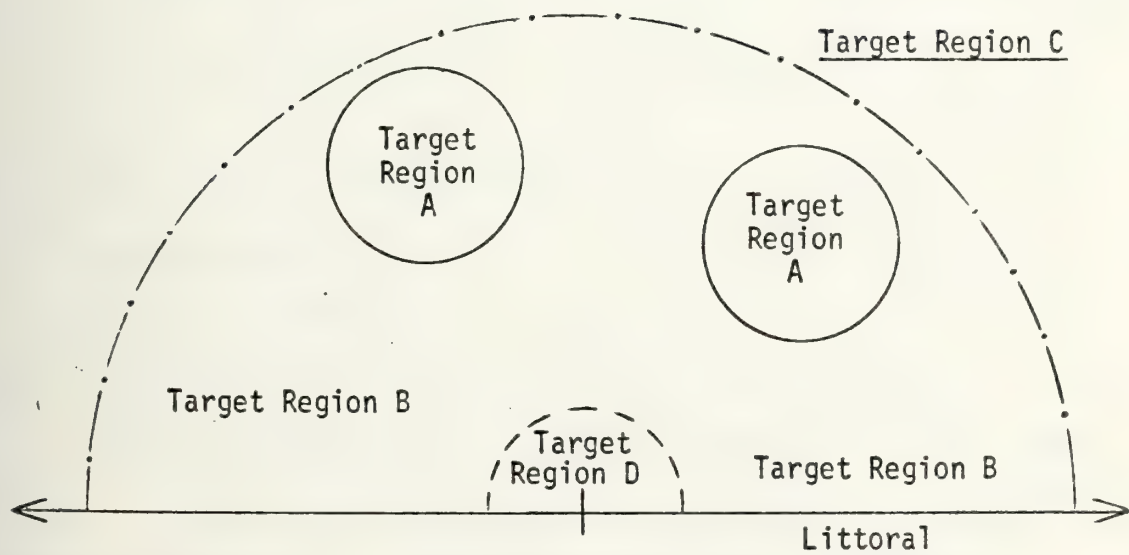 Target Region C
Target
Region
A
Target
Region
A
Target Region B
Target
Region D
Target Region B
Littoral